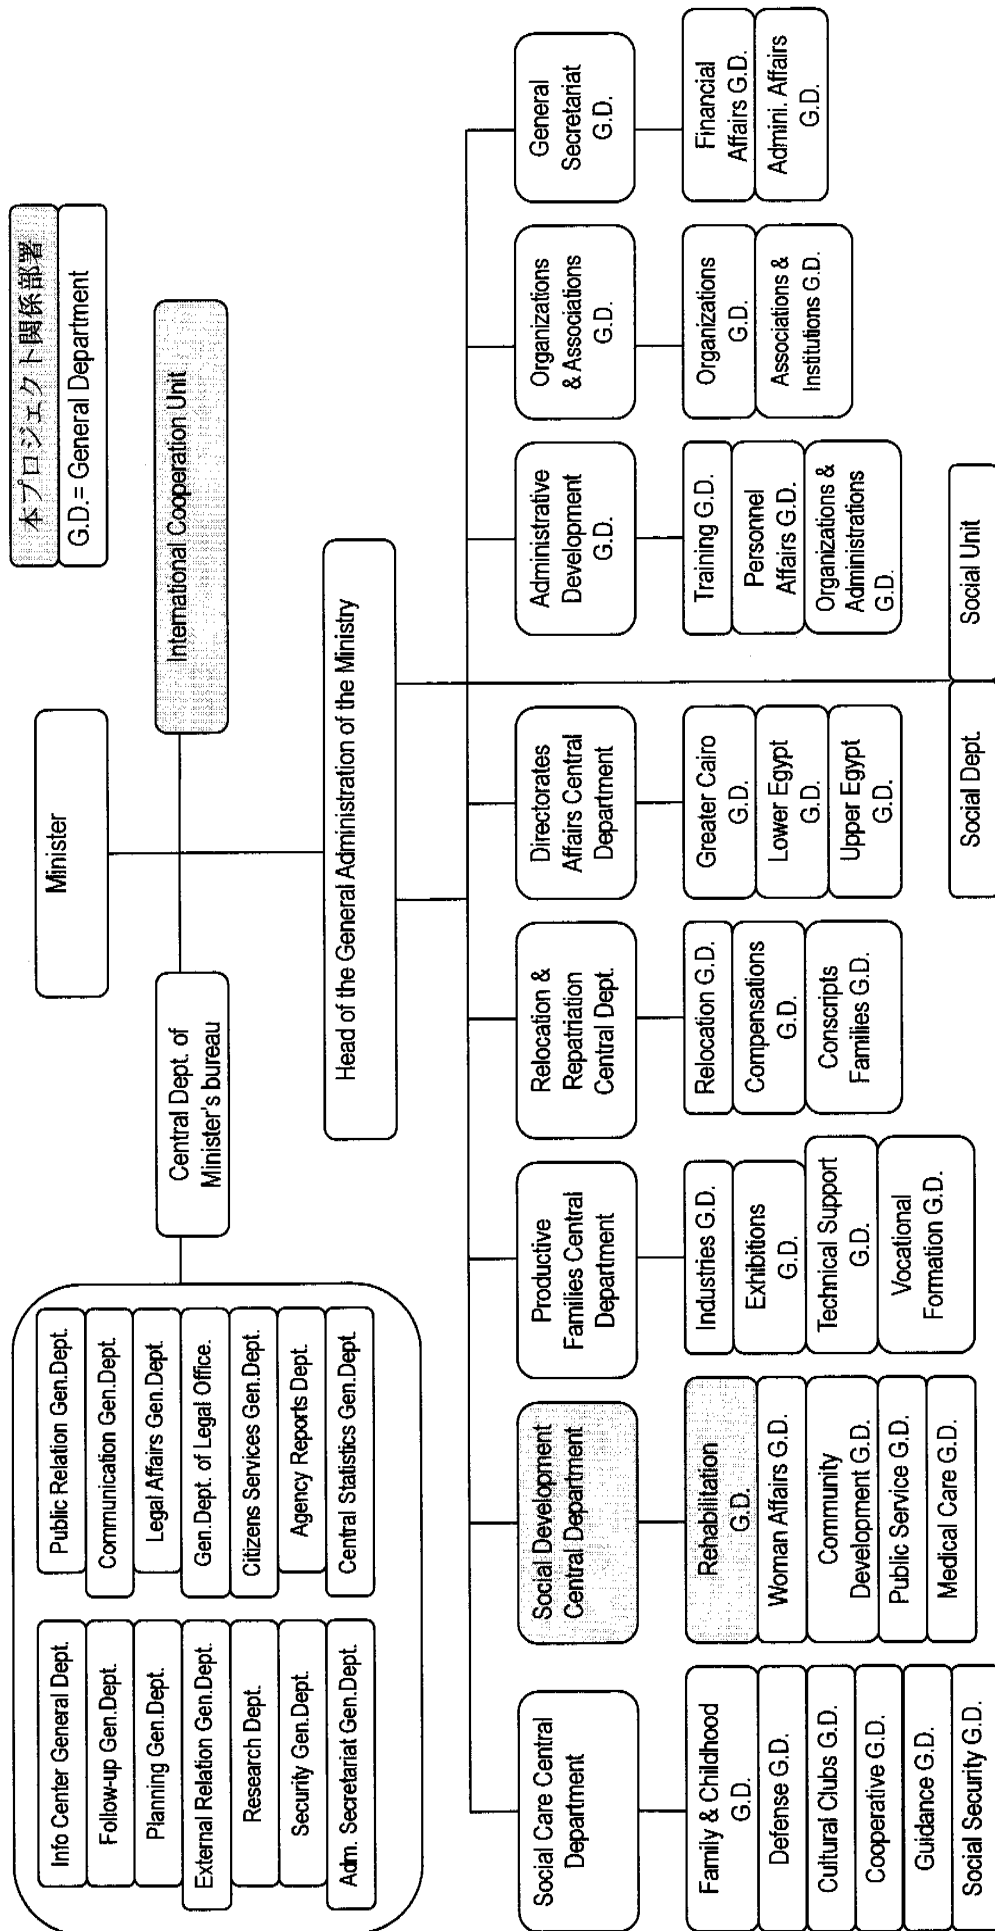 本プロジェクト関係部署
G.D.= General Department
Minister
International Cooperation Unit
Central Dept. of
Minister's bureau
Info Center General Dept.
Follow-up Gen.Dept.
Planning Gen.Dept.
External Relation Gen.Dept.
Research Dept.
Security Gen.Dept.
Adm. Secretariat Gen.Dept.
Public Relation Gen.Dept.
Communication Gen.Dept.
Legal Affairs Gen.Dept.
Gen.Dept. of Legal Office.
Citizens Services Gen.Dept.
Agency Reports Dept.
Central Statistics Gen.Dept.
Head of the General Administration of the Ministry
Social Care Central
Department
Family & Childhood
G.D.
Defense G.D.
Cultural Clubs G.D.
Cooperative G.D.
Guidance G.D.
Social Security G.D.
Social Development
Central Department
Rehabilitation
G.D.
Woman Affairs G.D.
Community
Development G.D.
Public Service G.D.
Medical Care G.D.
Productive
Families Central
Department
Industries G.D.
Exhibitions
G.D.
Technical Support
G.D.
Vocational
Formation G.D.
Relocation &
Repatriation
Central Dept.
Relocation G.D.
Compensations
G.D.
Conscripts
Families G.D.
Directorates
Affairs Central
Department
Greater Cairo
G.D.
Lower Egypt
G.D.
Upper Egypt
G.D.
Administrative
Development
G.D.
Training G.D.
Personnel
Affairs G.D.
Organizations &
Administrations
G.D.
Organizations
& Associations
G.D.
Organizations
G.D.
Associations &
Institutions G.D.
General
Secretariat
G.D.
Financial
Affairs G.D.
Admini. Affairs
G.D.
Social Dept.
Social Unit